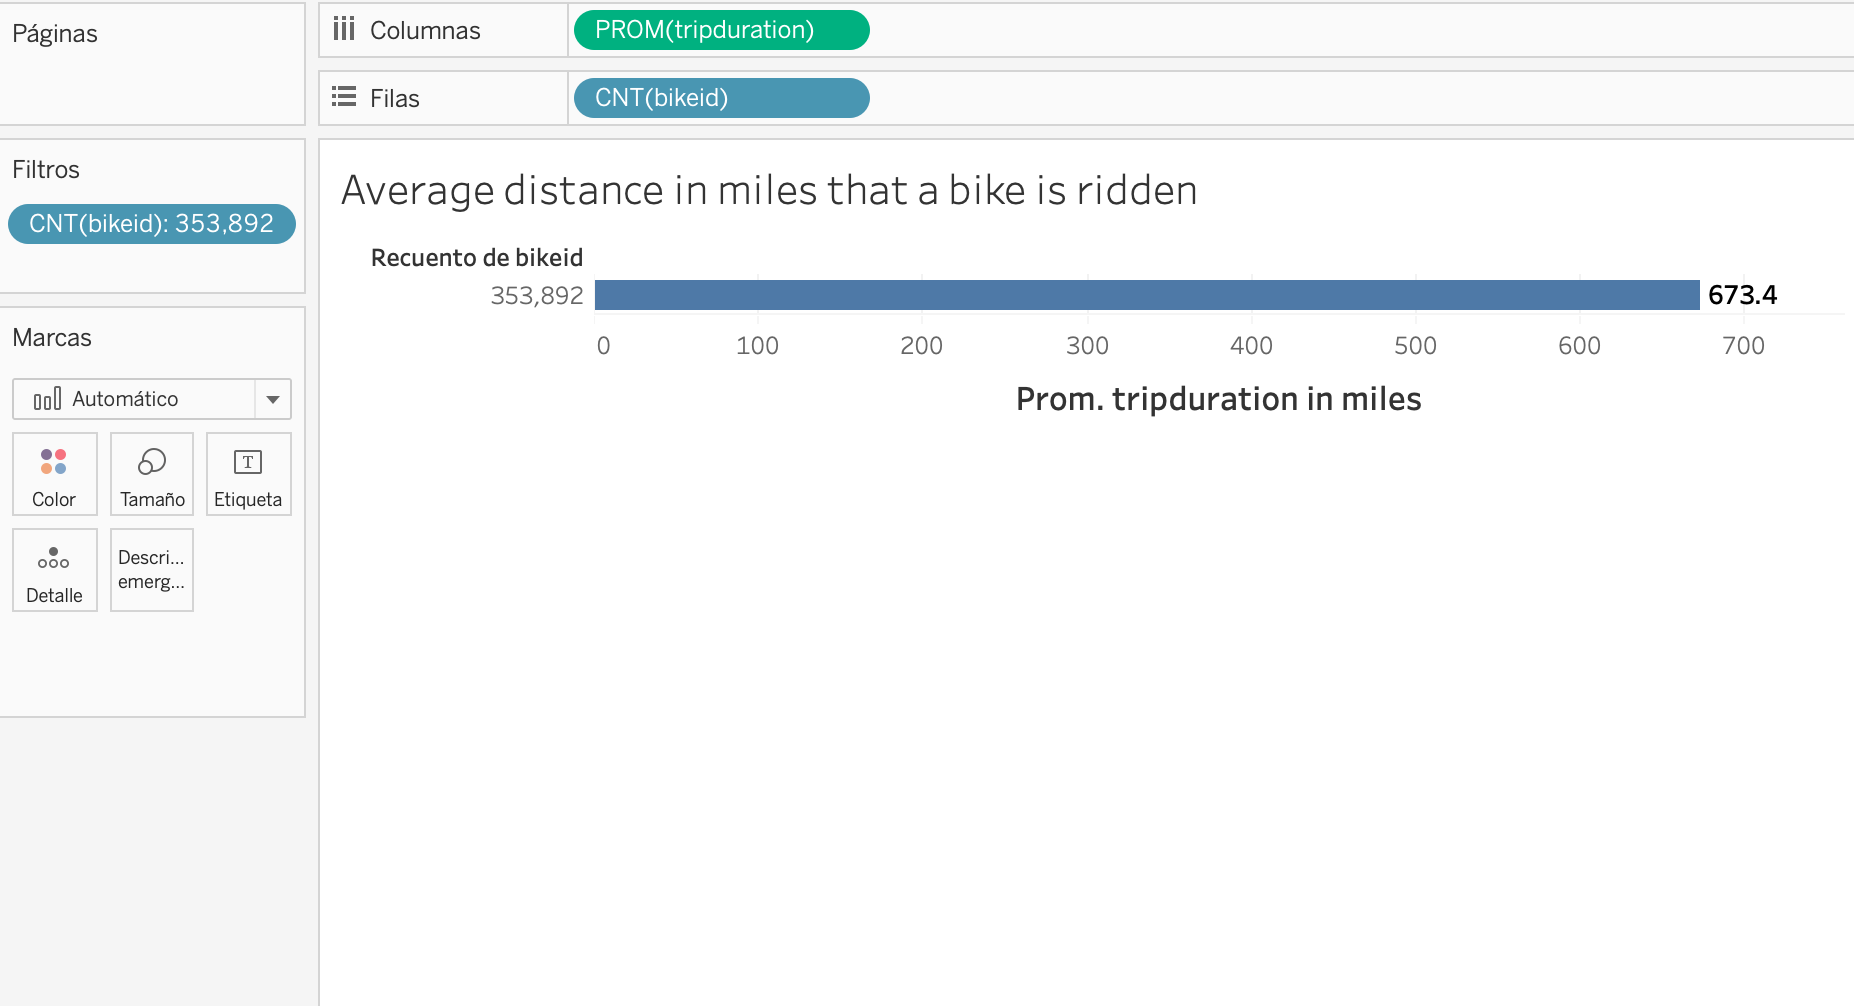 Páginas
Columnas
PROM(tripduration)
Filas
CNT(bikeid)
Filtros
CNT(bikeid): 353,892
Marcas
Automático
Color
Tamaño
T
Etiqueta
Detalle
Descri...
emerg...
Average distance in miles that a bike is ridden
Recuento de bikeid
353,892
673.4
0 100 200 300 400 500 600 700
Prom. tripduration in miles